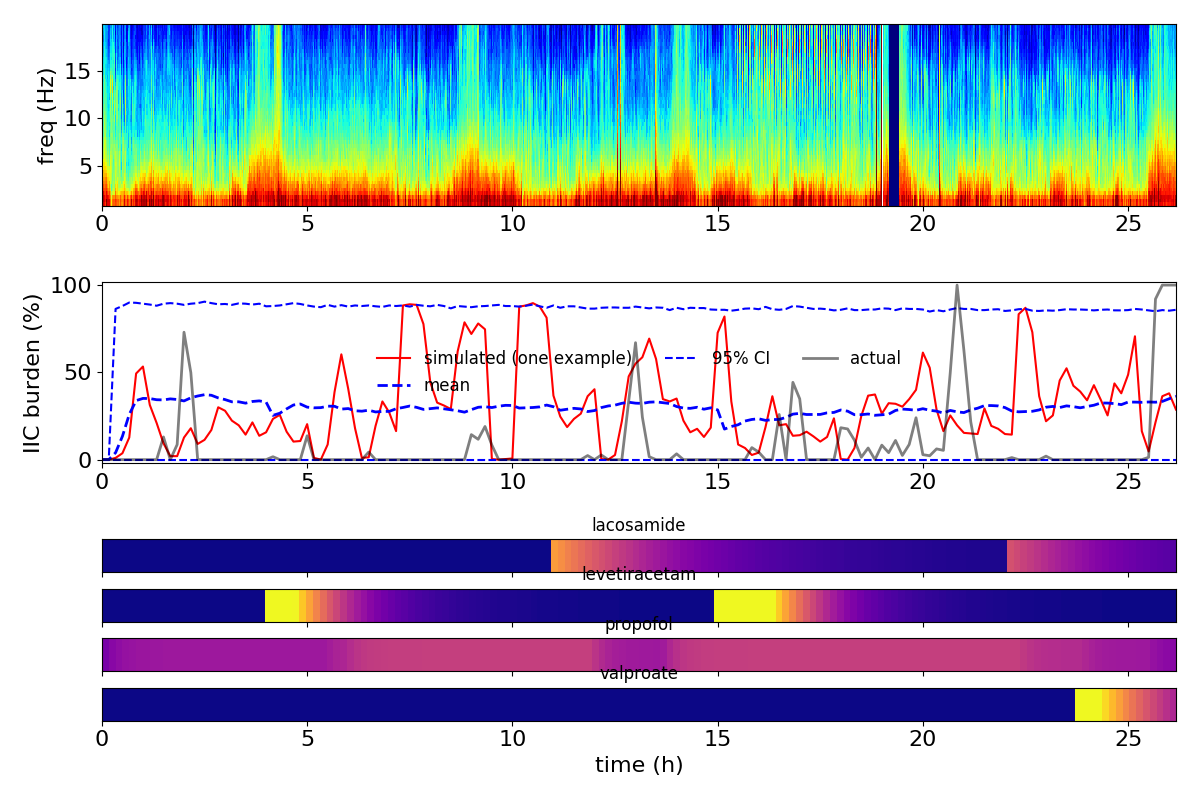 freq (Hz)
15
10
5
0 5 10 15 20 25
IIC burden (%)
100
50
0
simulated (one example) 95% CI actual
mean
0 5 10 15 20 25
lacosamide
levetiracetam
propofol
valproate
0 5 10 15 20 25
time (h)